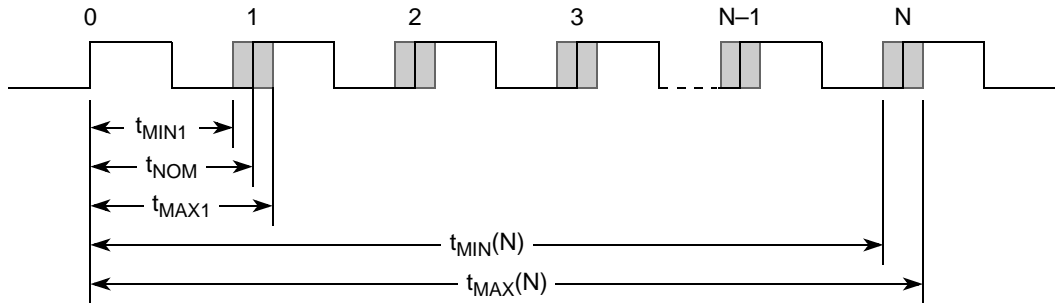 0 1 2 3 N–1 N
tMIN1
tNOM
tMAX1
tMIN(N)
tMAX(N)